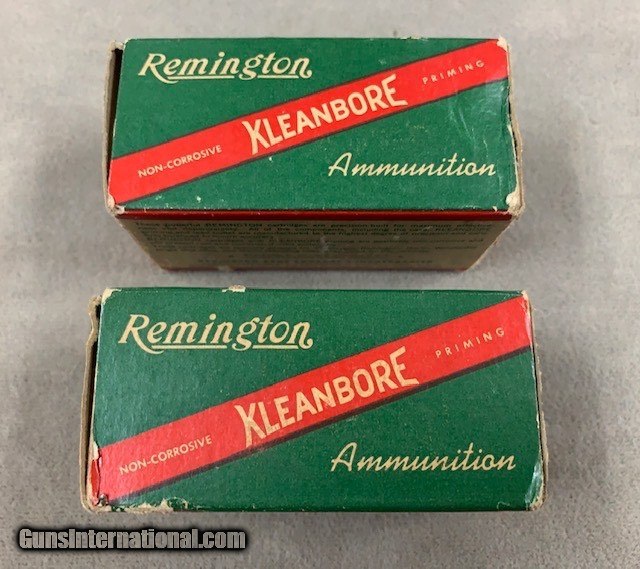 Remington
NON-CORROSIVE KLEANBORE PRIMING
Ammunition
Remington
NON-CORROSIVE KLEANBORE PRIMING
Ammunition
GunsInternational.com